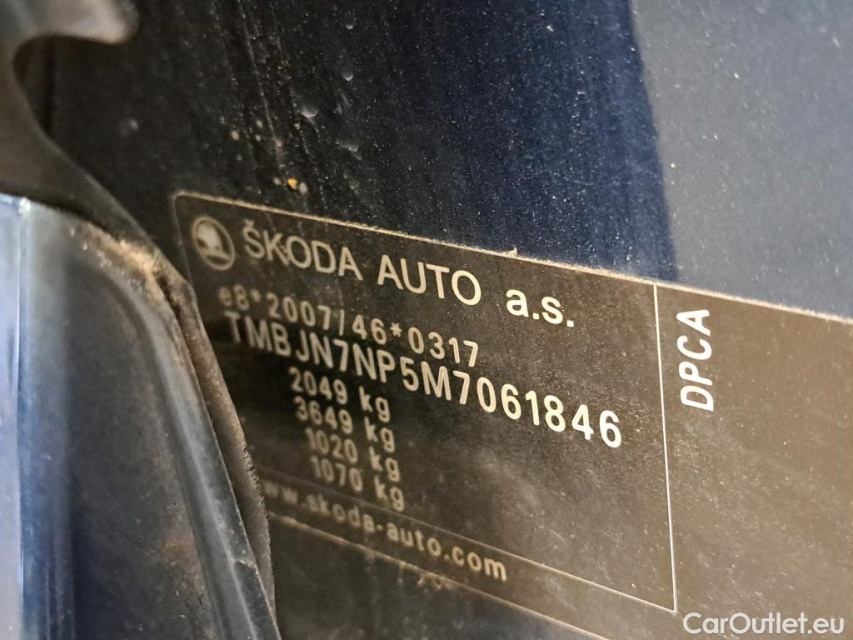 ŠKODA AUTO a.s.
e8*2007/46*0317
TMBJN7NP5M7061846
2049 kg
3649 kg
1020 kg
1070 kg
www.skoda-auto.com
DPCA
CarOutlet.eu